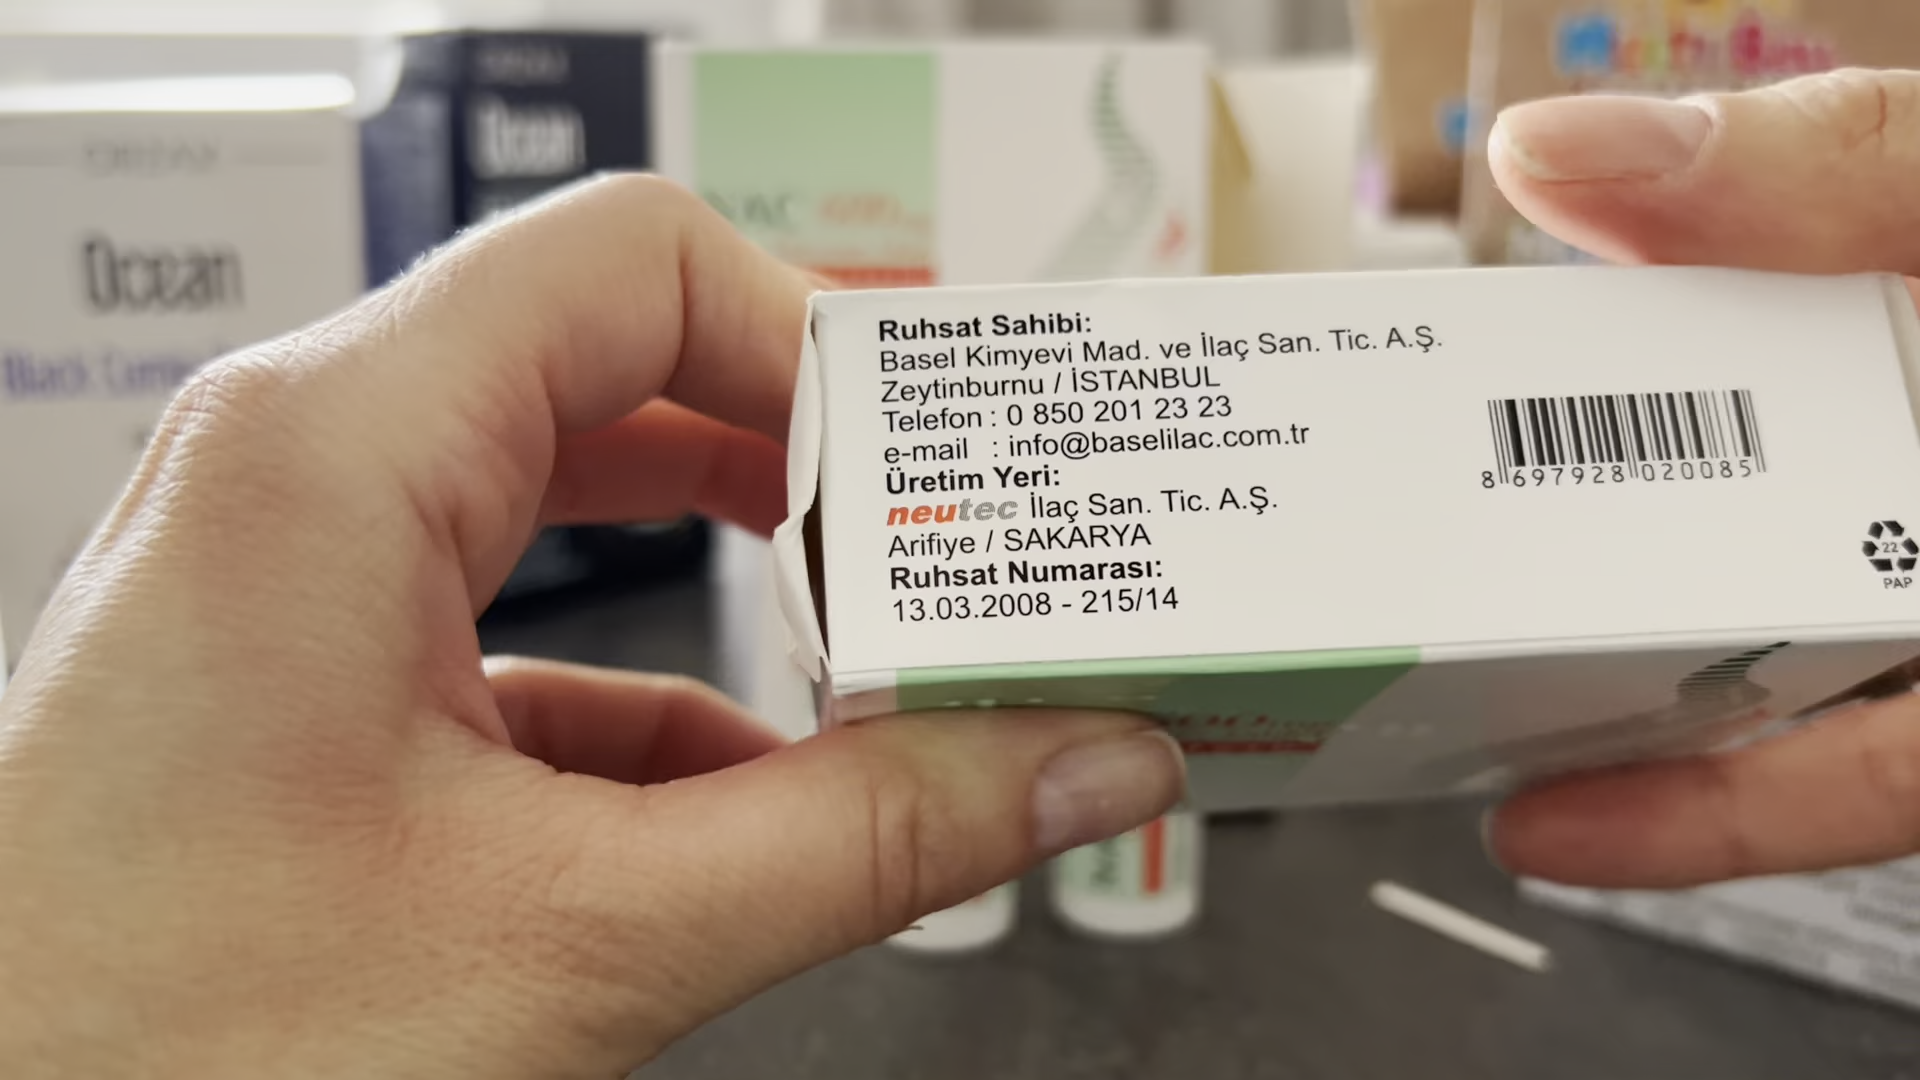 Ocean
Ocean
NAC
Ruhsat Sahibi:
Basel Kimyevi Mad. ve İlaç San. Tic. A.Ş.
Zeytinburnu / İSTANBUL
Telefon : 0 850 201 23 23
e-mail : info@baselilac.com.tr
Üretim Yeri:
neutec İlaç San. Tic. A.Ş.
Arifiye / SAKARYA
Ruhsat Numarası:
13.03.2008 - 215/14
8 697928 020085
22
PAP